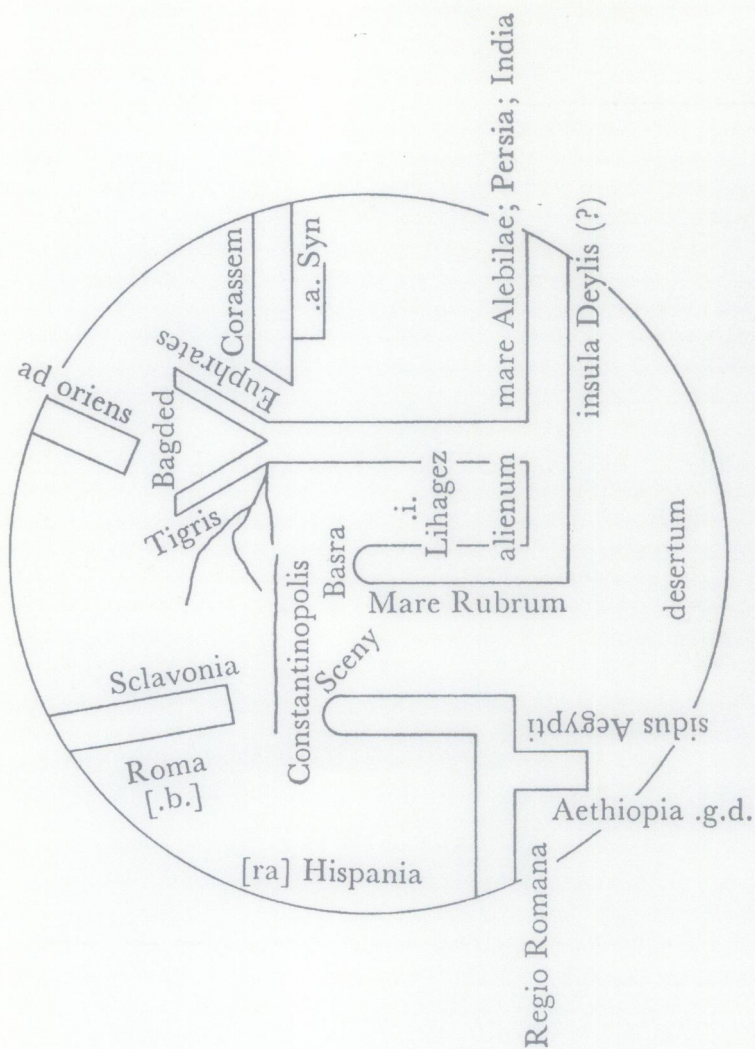 ad oriens
Tigris
Bagded
Euphrates
Corassem
.a. Syn
Sclavonia
Roma
[.b.]
Constantinopolis
Sceny
Basra
.i.
Lihagez
alienum
Mare Rubrum
mare Alebilae; Persia; India
insula Deylis (?)
[ra] Hispania
Regio Romana
sidus Aegypti
Aethiopia .g.d.
desertum